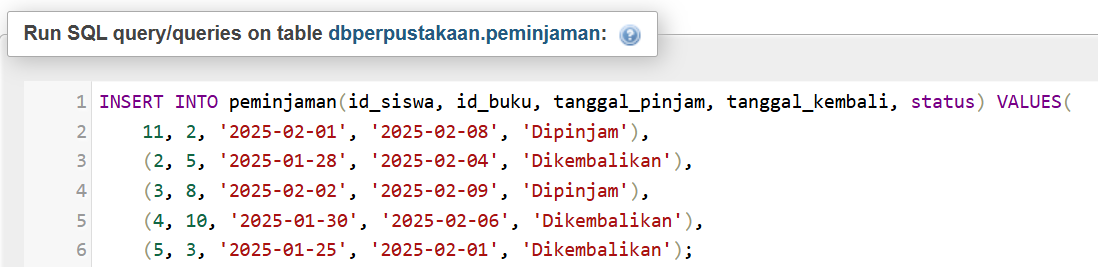 Run SQL query/queries on table dbperpustakaan.peminjaman:
1 INSERT INTO peminjaman(id_siswa, id_buku, tanggal_pinjam, tanggal_kembali, status) VALUES(
2 11, 2, '2025-02-01', '2025-02-08', 'Dipinjam'),
3 (2, 5, '2025-01-28', '2025-02-04', 'Dikembalikan'),
4 (3, 8, '2025-02-02', '2025-02-09', 'Dipinjam'),
5 (4, 10, '2025-01-30', '2025-02-06', 'Dikembalikan'),
6 (5, 3, '2025-01-25', '2025-02-01', 'Dikembalikan');